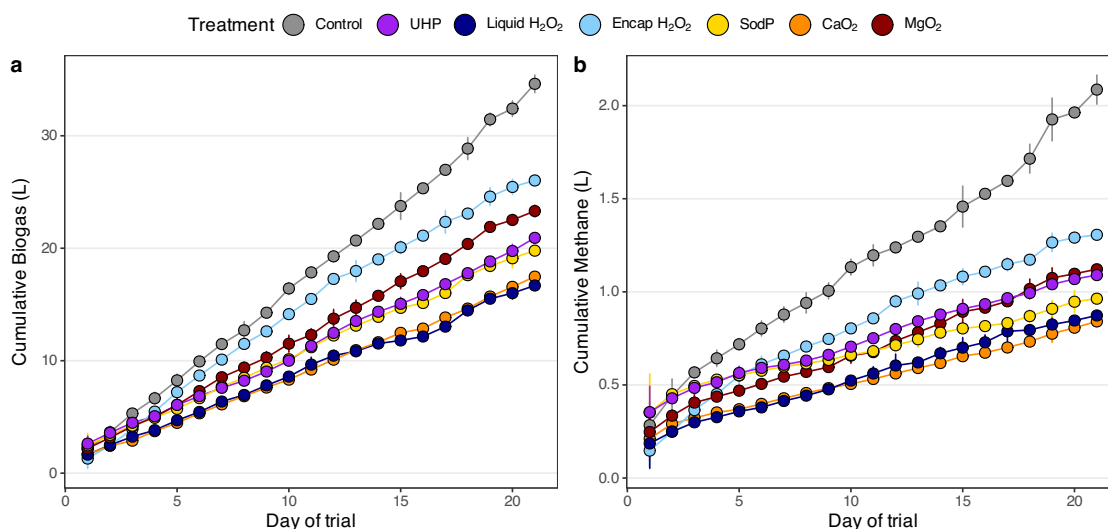 Treatment Control UHP Liquid H₂O₂ Encap H₂O₂ SodP CaO₂ MgO₂
a
b
Cumulative Biogas (L)
30
20
10
0
0 5 10 15 20
Day of trial
Cumulative Methane (L)
2.0
1.5
1.0
0.5
0.0
0 5 10 15 20
Day of trial